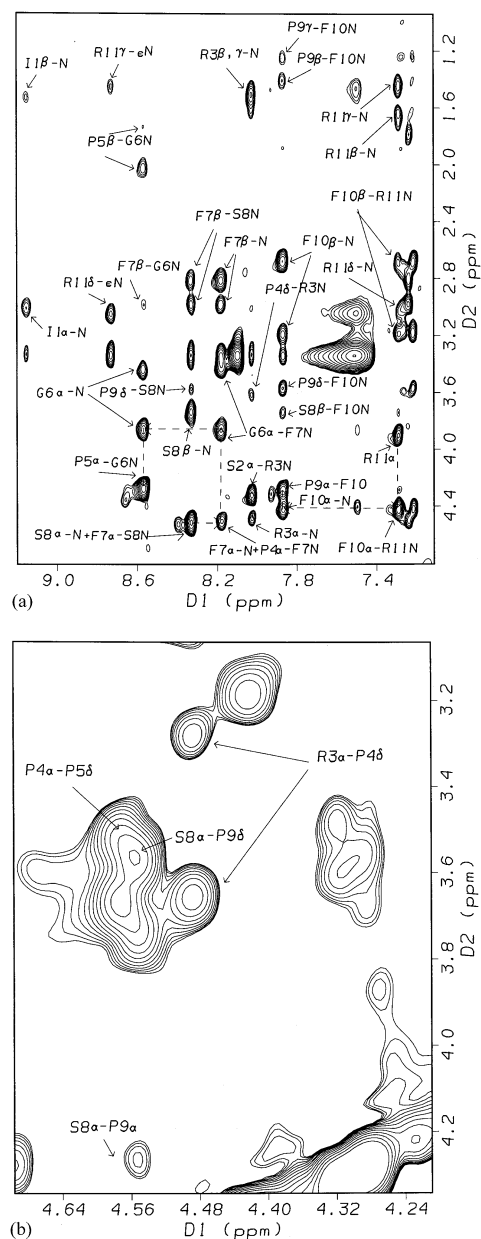 P9γ-F10N
I1β-N
R11γ-eN
R3β,γ-N
P9β-F10N
1.2
1.6
2.0
2.4
2.8
3.2
3.6
4.0
4.4
D2 (ppm)
R11γ-N
R11β-N
P5β-G6N
F7β-S8N
F10β-R11N
F7β-N
F10β-N
F7β-G6N
R11δ-N
R11δ-eN
P4δ-R3N
I1α-N
G6α-N
P9δ-S8N
P9δ-F10N
S8β-F10N
S8β-N
G6α-F7N
R11α
P5α-G6N
S2α-R3N
P9α-F10
F10α-N
S8α-N+F7α-S8N
R3α-N
F10α-R11N
F7α-N+P4α-F7N
9.0 8.6 8.2 7.8 7.4
(a) D1 (ppm)
3.2
3.4
3.6
3.8
4.0
4.2
D2 (ppm)
R3α-P4δ
P4α-P5δ
S8α-P9δ
S8α-P9α
4.64 4.56 4.48 4.40 4.32 4.24
(b) D1 (ppm)